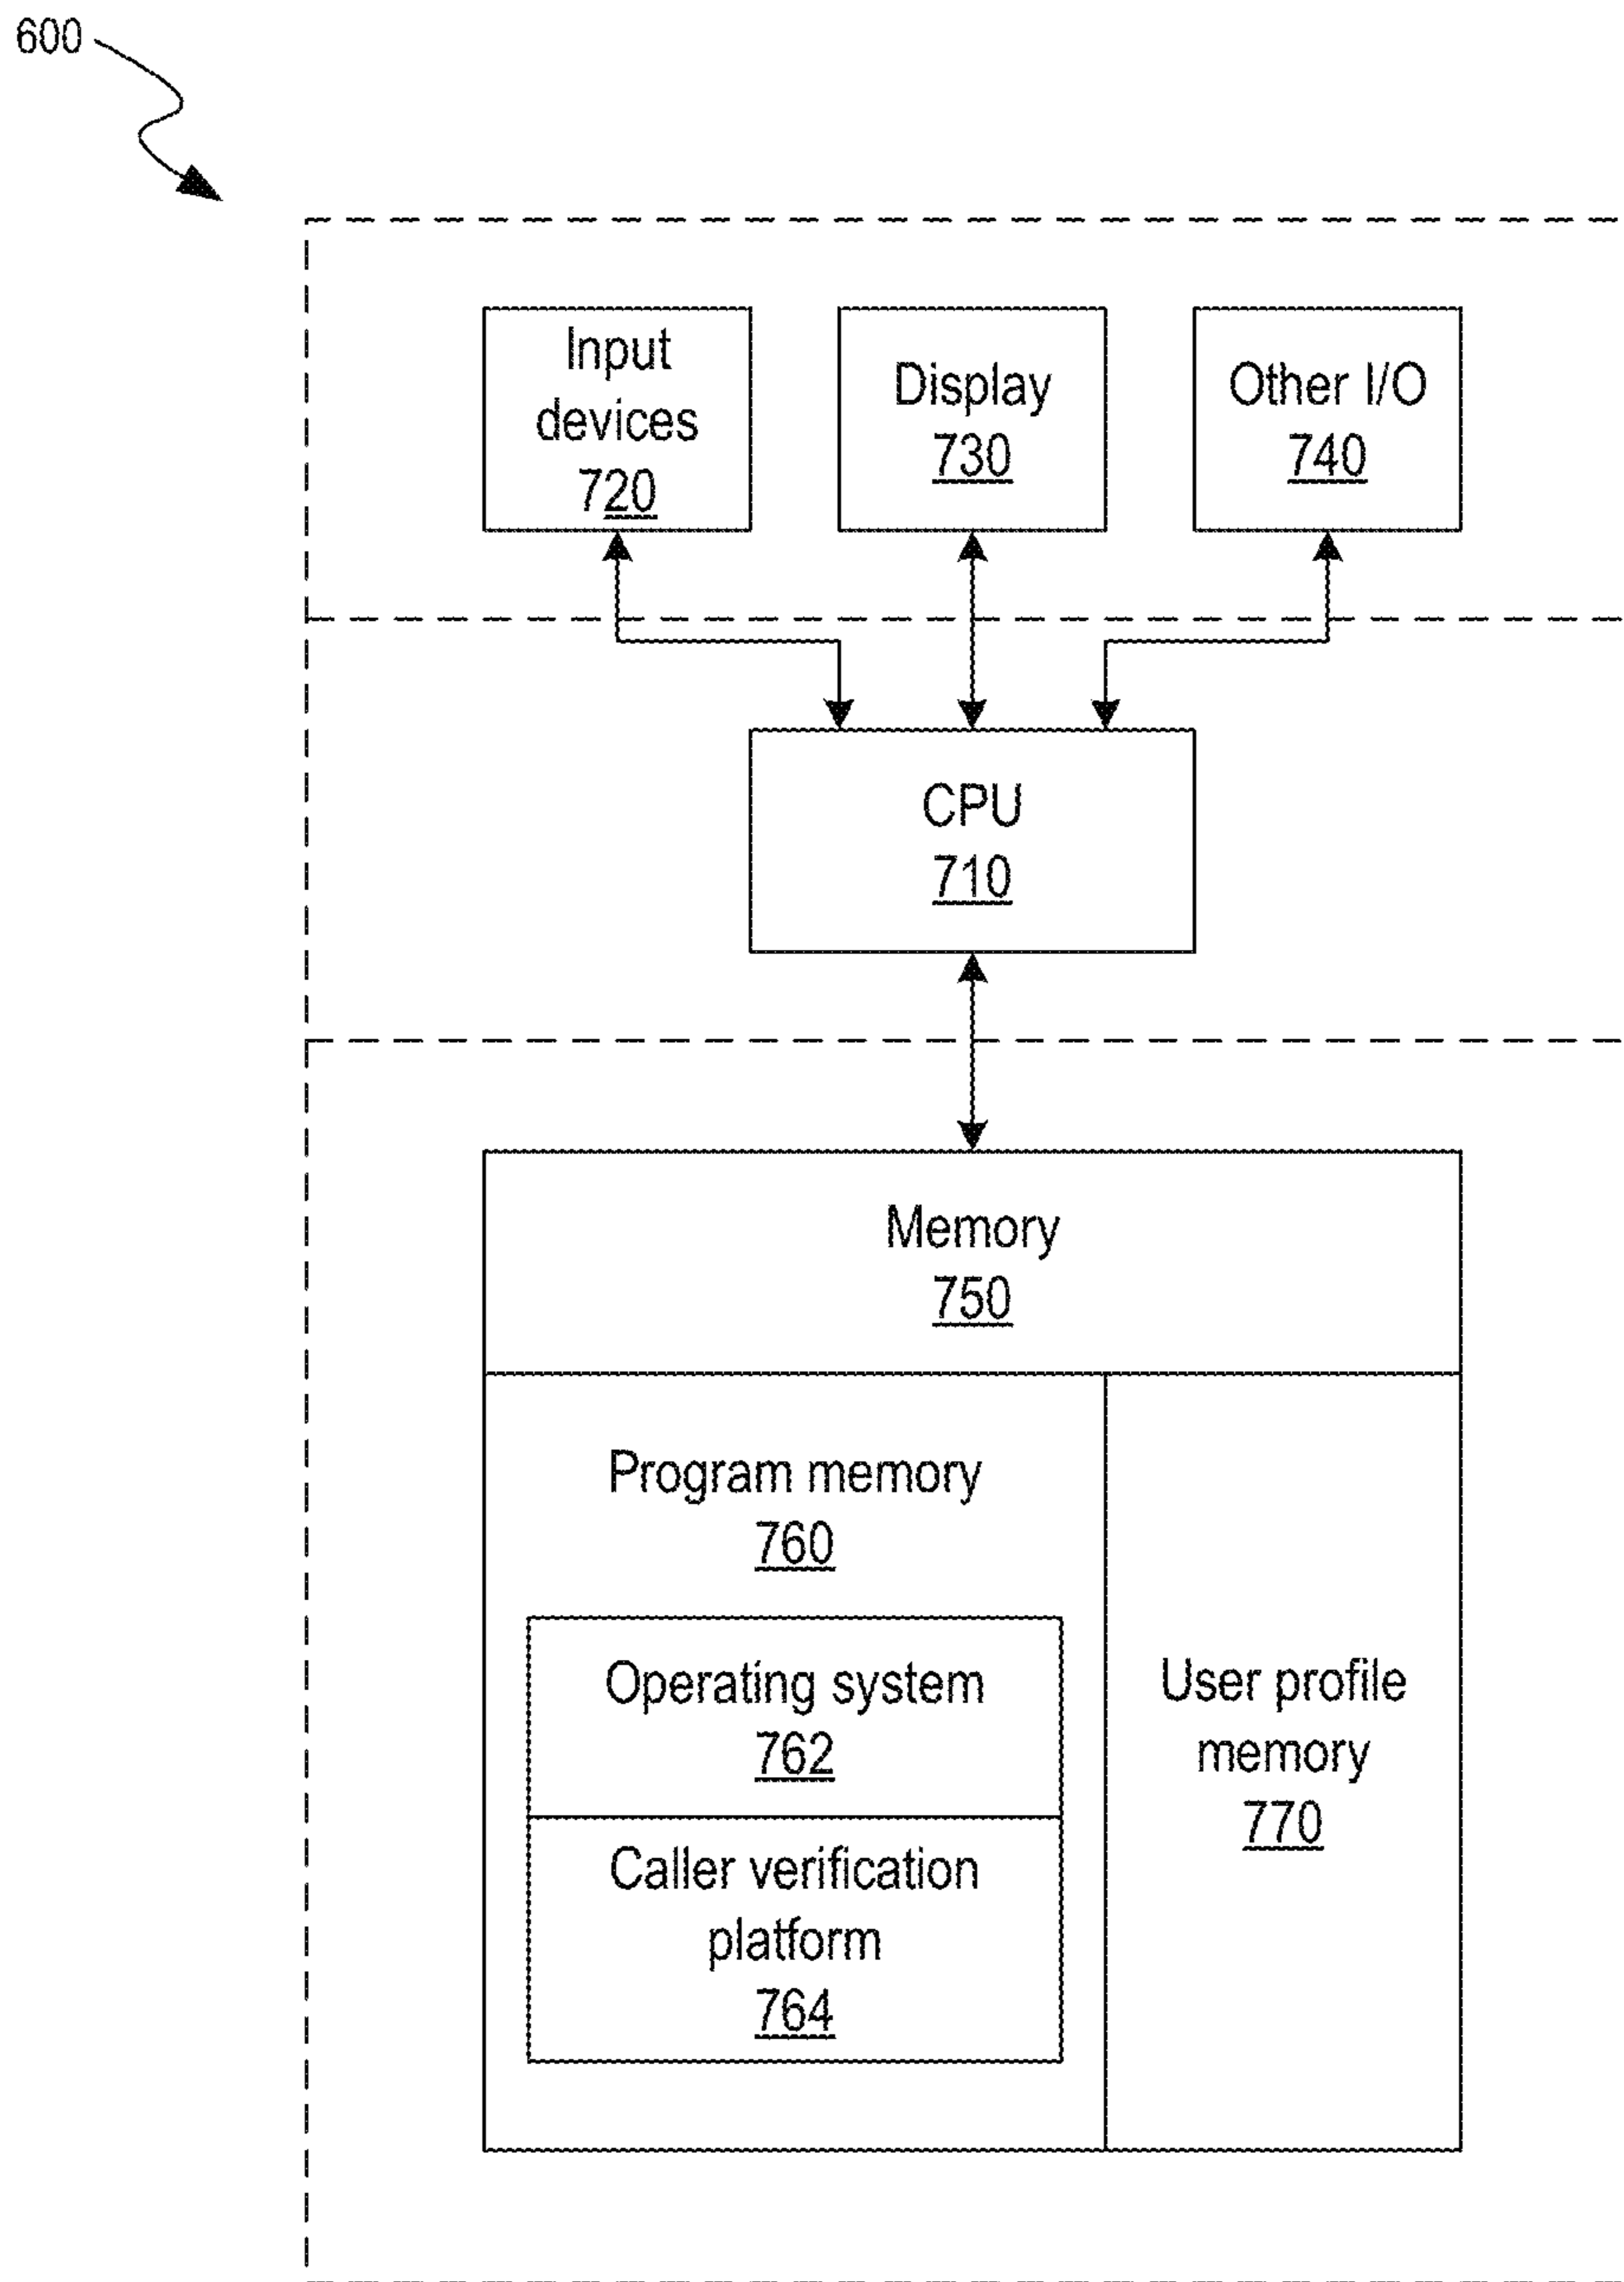 600
Input
devices
720
Display
730
Other I/O
740
CPU
710
Memory
750
Program memory
760
Operating system
762
Caller verification
platform
764
User profile
memory
770